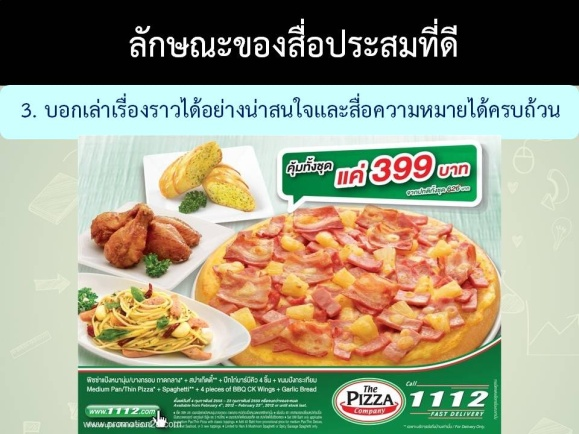 ลักษณะของสื่อประสมที่ดี
3. บอกเล่าเรื่องราวได้อย่างน่าสนใจและสื่อความหมายได้ครบถ้วน
คุ้มทั้งชุด
แค่ 399 บาท
พิซซ่าแป้งหนานุ่ม/บางกรอบ ถาดกลาง* + สปาเก็ตตี้** + ปีกไก่บาร์บีคิว 4 ชิ้น + ขนมปังกระเทียม
Medium Pan/Thin Pizza* + Spaghetti** + 4 pieces of BBQ CK Wings + Garlic Bread
The
PIZZA
Company
Call
1112
FAST DELIVERY
www.1112.com